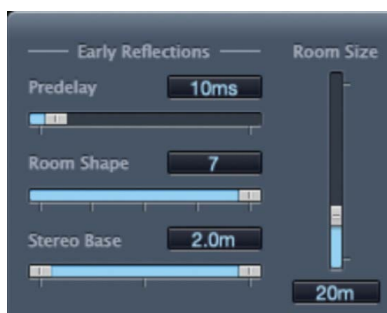 Early Reflections
Room Size
Predelay
10ms
Room Shape
7
Stereo Base
2.0m
20m